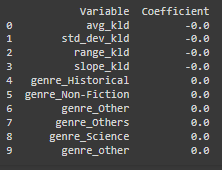 Variable Coefficient
0 avg_kld -0.0
1 std_dev_kld -0.0
2 range_kld -0.0
3 slope_kld -0.0
4 genre_Historical 0.0
5 genre_Non-Fiction 0.0
6 genre_Other 0.0
7 genre_Others 0.0
8 genre_Science 0.0
9 genre_other 0.0